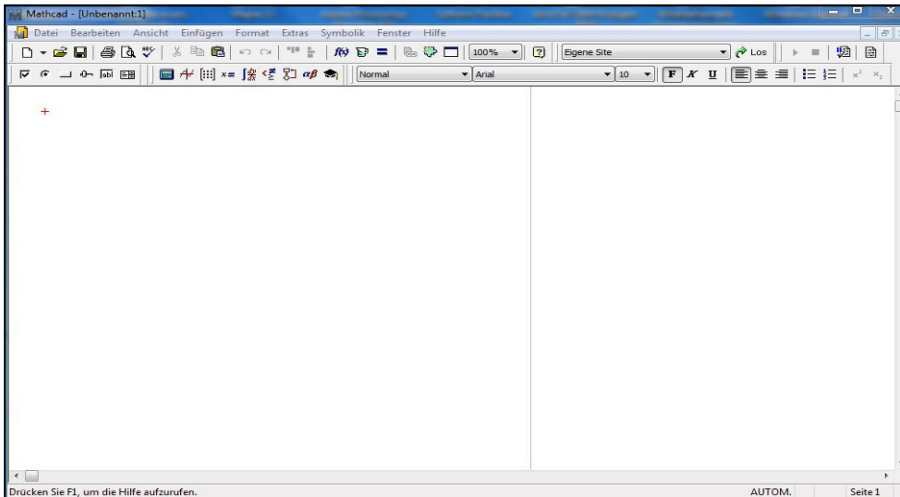 Mathcad - [Unbenannt:1]
Datei Bearbeiten Ansicht Einfügen Format Extras Symbolik Fenster Hilfe
100% Eigene Site Los
Normal Arial 10 F K U
Drücken Sie F1, um die Hilfe aufzurufen. AUTOM. Seite 1